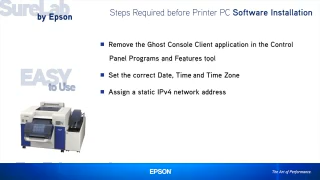 SureLab
by Epson
Steps Required before Printer PC Software Installation
Remove the Ghost Console Client application in the Control
Panel Programs and Features tool
Set the correct Date, Time and Time Zone
Assign a static IPv4 network address
EASY
to Use
EPSON
The Art of Performance.